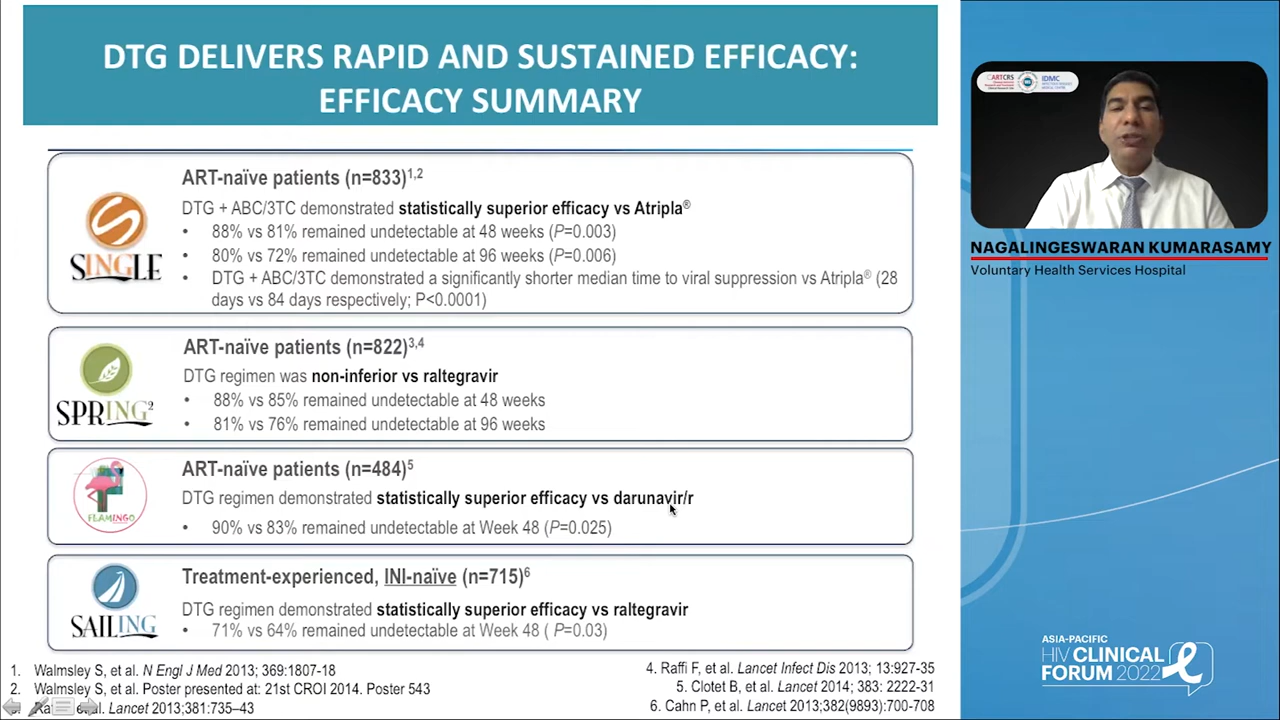 DTG DELIVERS RAPID AND SUSTAINED EFFICACY:
EFFICACY SUMMARY
SINGLE
ART-naïve patients (n=833)1,2
DTG + ABC/3TC demonstrated statistically superior efficacy vs Atripla®
• 88% vs 81% remained undetectable at 48 weeks (P=0.003)
• 80% vs 72% remained undetectable at 96 weeks (P=0.006)
• DTG + ABC/3TC demonstrated a significantly shorter median time to viral suppression vs Atripla® (28
days vs 84 days respectively; P<0.0001)
SPRING2
ART-naïve patients (n=822)3,4
DTG regimen was non-inferior vs raltegravir
• 88% vs 85% remained undetectable at 48 weeks
• 81% vs 76% remained undetectable at 96 weeks
FLAMINGO
ART-naïve patients (n=484)5
DTG regimen demonstrated statistically superior efficacy vs darunavir/r
• 90% vs 83% remained undetectable at Week 48 (P=0.025)
SAILING
Treatment-experienced, INI-naïve (n=715)6
DTG regimen demonstrated statistically superior efficacy vs raltegravir
• 71% vs 64% remained undetectable at Week 48 ( P=0.03)
1. Walmsley S, et al. N Engl J Med 2013; 369:1807-18
2. Walmsley S, et al. Poster presented at: 21st CROI 2014. Poster 543
al. Lancet 2013;381:735–43
4. Raffi F, et al. Lancet Infect Dis 2013; 13:927-35
5. Clotet B, et al. Lancet 2014; 383: 2222-31
6. Cahn P, et al. Lancet 2013;382(9893):700-708
CARTCRS
IDMC
NAGALINGESWARAN KUMARASAMY
Voluntary Health Services Hospital
ASIA-PACIFIC
HIV CLINICAL
FORUM 2022